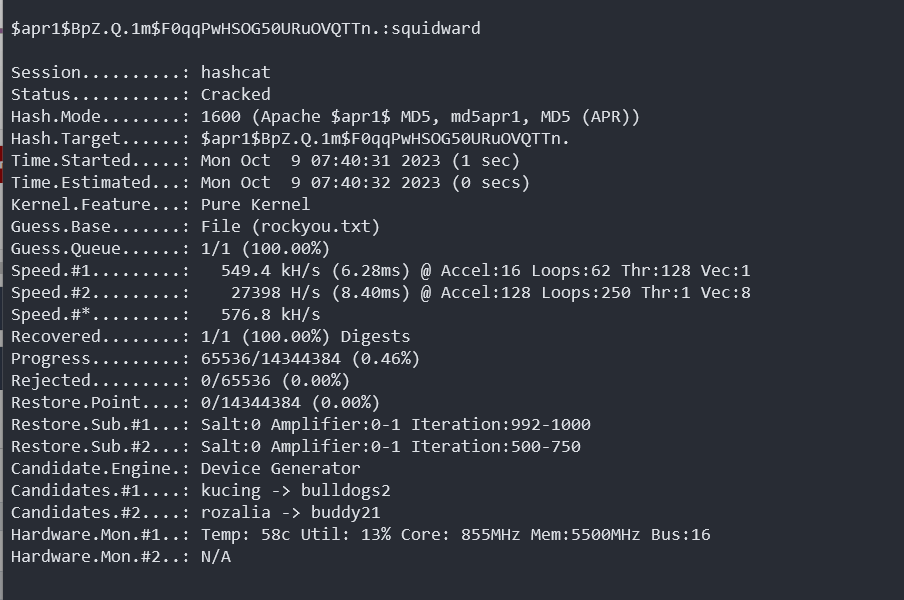 $apr1$BpZ.Q.1m$F0qqPwHSOG50URuOVQTTn.:squidward
Session..........: hashcat
Status...........: Cracked
Hash.Mode........: 1600 (Apache $apr1$ MD5, md5apr1, MD5 (APR))
Hash.Target......: $apr1$BpZ.Q.1m$F0qqPwHSOG50URuOVQTTn.
Time.Started.....: Mon Oct  9 07:40:31 2023 (1 sec)
Time.Estimated...: Mon Oct  9 07:40:32 2023 (0 secs)
Kernel.Feature...: Pure Kernel
Guess.Base.......: File (rockyou.txt)
Guess.Queue......: 1/1 (100.00%)
Speed.#1.........:   549.4 kH/s (6.28ms) @ Accel:16 Loops:62 Thr:128 Vec:1
Speed.#2.........:    27398 H/s (8.40ms) @ Accel:128 Loops:250 Thr:1 Vec:8
Speed.#*.........:   576.8 kH/s
Recovered........: 1/1 (100.00%) Digests
Progress.........: 65536/14344384 (0.46%)
Rejected.........: 0/65536 (0.00%)
Restore.Point....: 0/14344384 (0.00%)
Restore.Sub.#1...: Salt:0 Amplifier:0-1 Iteration:992-1000
Restore.Sub.#2...: Salt:0 Amplifier:0-1 Iteration:500-750
Candidate.Engine.: Device Generator
Candidates.#1....: kucing -> bulldogs2
Candidates.#2....: rozalia -> buddy21
Hardware.Mon.#1..: Temp: 58c Util: 13% Core: 855MHz Mem:5500MHz Bus:16
Hardware.Mon.#2..: N/A